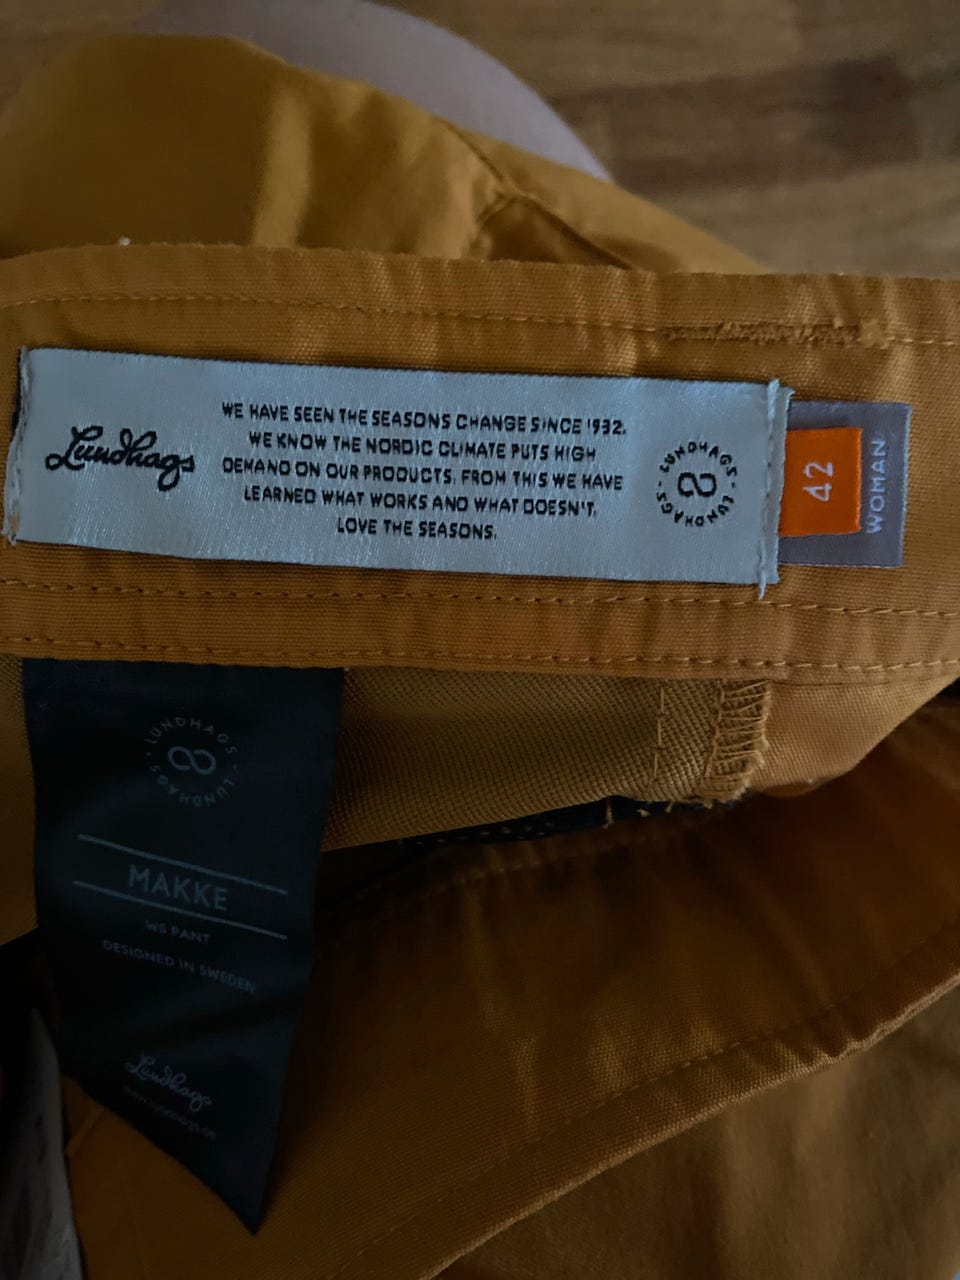 Lundhags
WE HAVE SEEN THE SEASONS CHANGE SINCE 1932.
WE KNOW THE NORDIC CLIMATE PUTS HIGH
DEMAND ON OUR PRODUCTS. FROM THIS WE HAVE
LEARNED WHAT WORKS AND WHAT DOESN'T.
LOVE THE SEASONS.
LUNDHAGS · LUNDHAGS ·
42
WOMAN
LUNDHAGS · LUNDHAGS ·
MAKKE
WS PANT
DESIGNED IN SWEDEN
Lundhags
www.lundhags.se